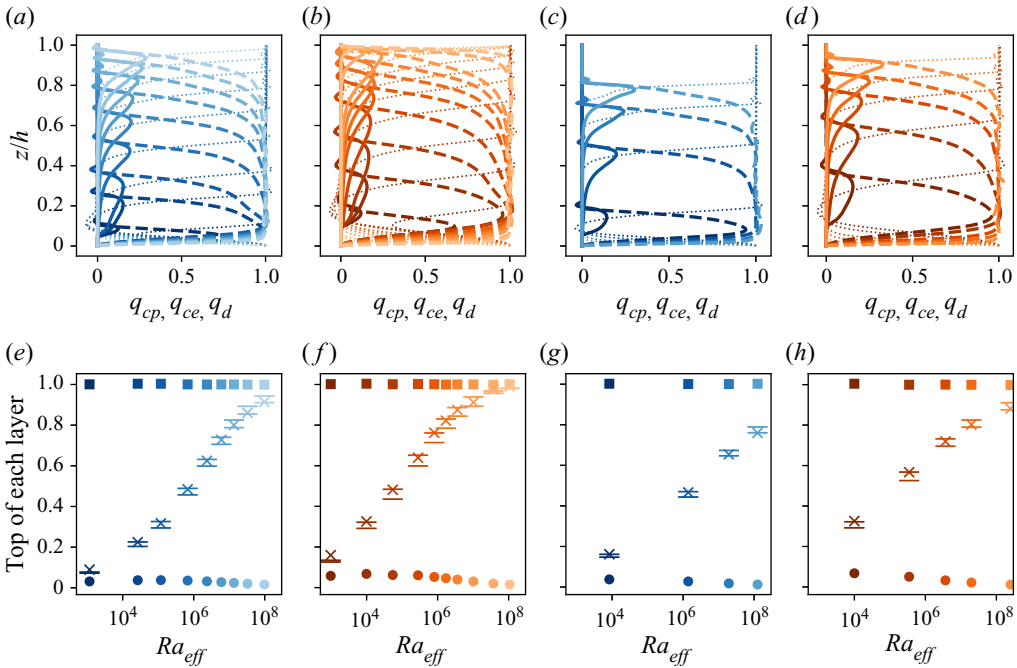 (a) (b) (c) (d)
1.0
0.8
0.6
0.4
0.2
0
z/h
0 0.5 1.0 0 0.5 1.0 0 0.5 1.0 0 0.5 1.0
q_cp, q_ce, q_d q_cp, q_ce, q_d q_cp, q_ce, q_d q_cp, q_ce, q_d
(e) (f) (g) (h)
1.0
0.8
0.6
0.4
0.2
0
Top of each layer
10^4 10^6 10^8 10^4 10^6 10^8 10^4 10^6 10^8 10^4 10^6 10^8
Ra_eff Ra_eff Ra_eff Ra_eff